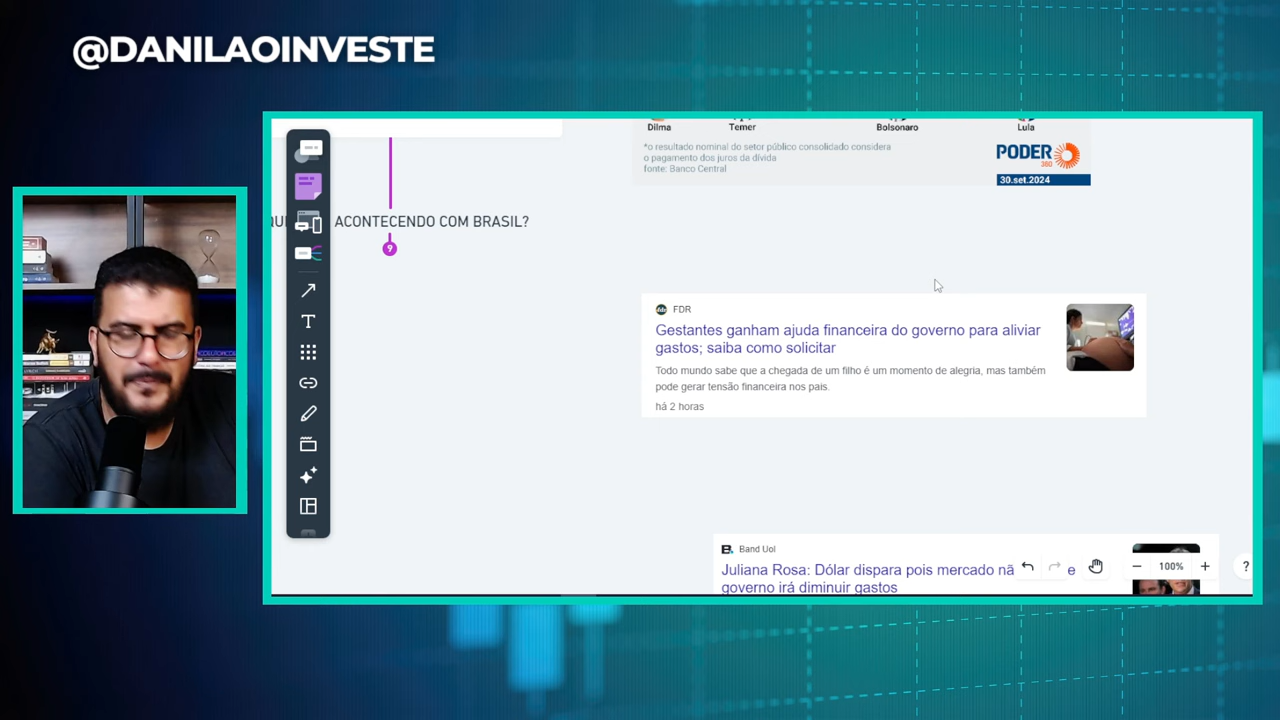 @DANILAOINVESTE
Dilma Temer Bolsonaro Lula
*o resultado nominal do setor público consolidado considera
o pagamento dos juros da dívida
fonte: Banco Central
PODER
360
30.set.2024
ACONTECENDO COM BRASIL?
9
FDR
Gestantes ganham ajuda financeira do governo para aliviar
gastos; saiba como solicitar
Todo mundo sabe que a chegada de um filho é um momento de alegria, mas também
pode gerar tensão financeira nos pais.
há 2 horas
Band Uol
Juliana Rosa: Dólar dispara pois mercado
governo irá diminuir gastos
100%
?
T